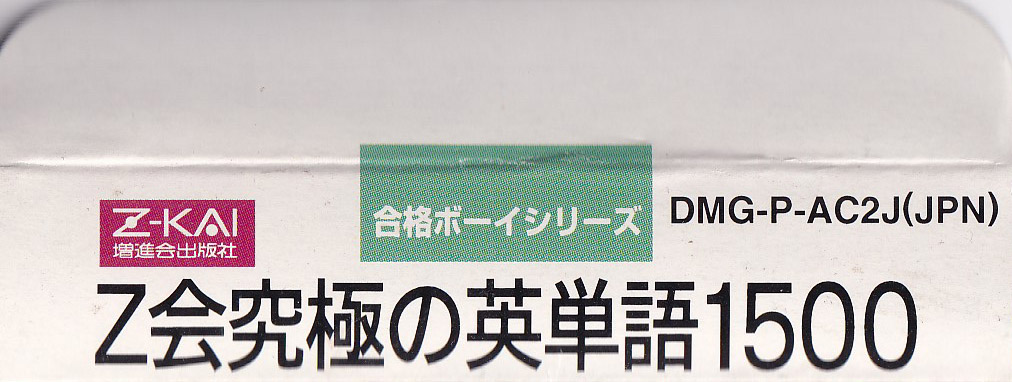 Z-KAI
増進会出版社
合格ボーイシリーズ
DMG-P-AC2J(JPN)
Z会究極の英単語1500